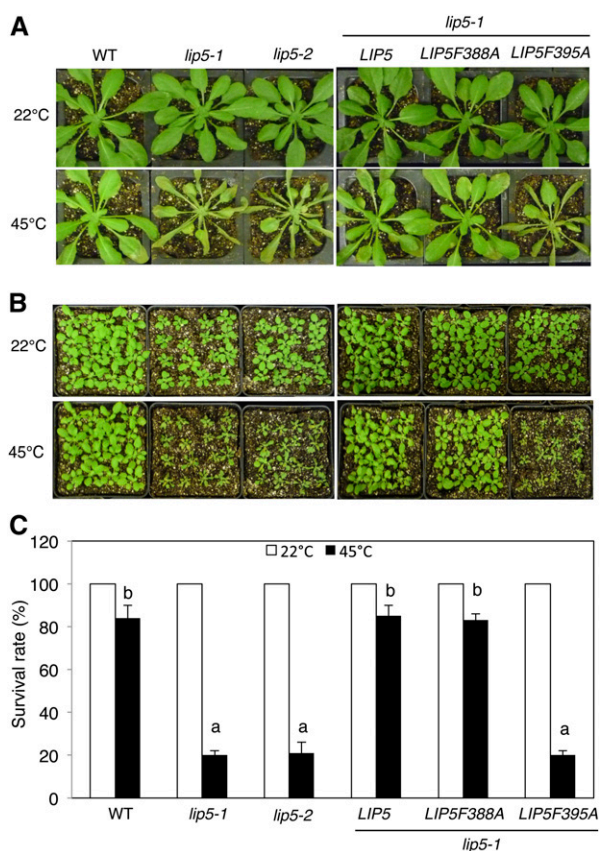 A
lip5-1
WT lip5-1 lip5-2 LIP5 LIP5F388A LIP5F395A
22°C
45°C
B
22°C
45°C
C
120
22°C 45°C
100
80
60
40
20
0
Survival rate (%)
b a a b b a
WT lip5-1 lip5-2 LIP5 LIP5F388A LIP5F395A
lip5-1